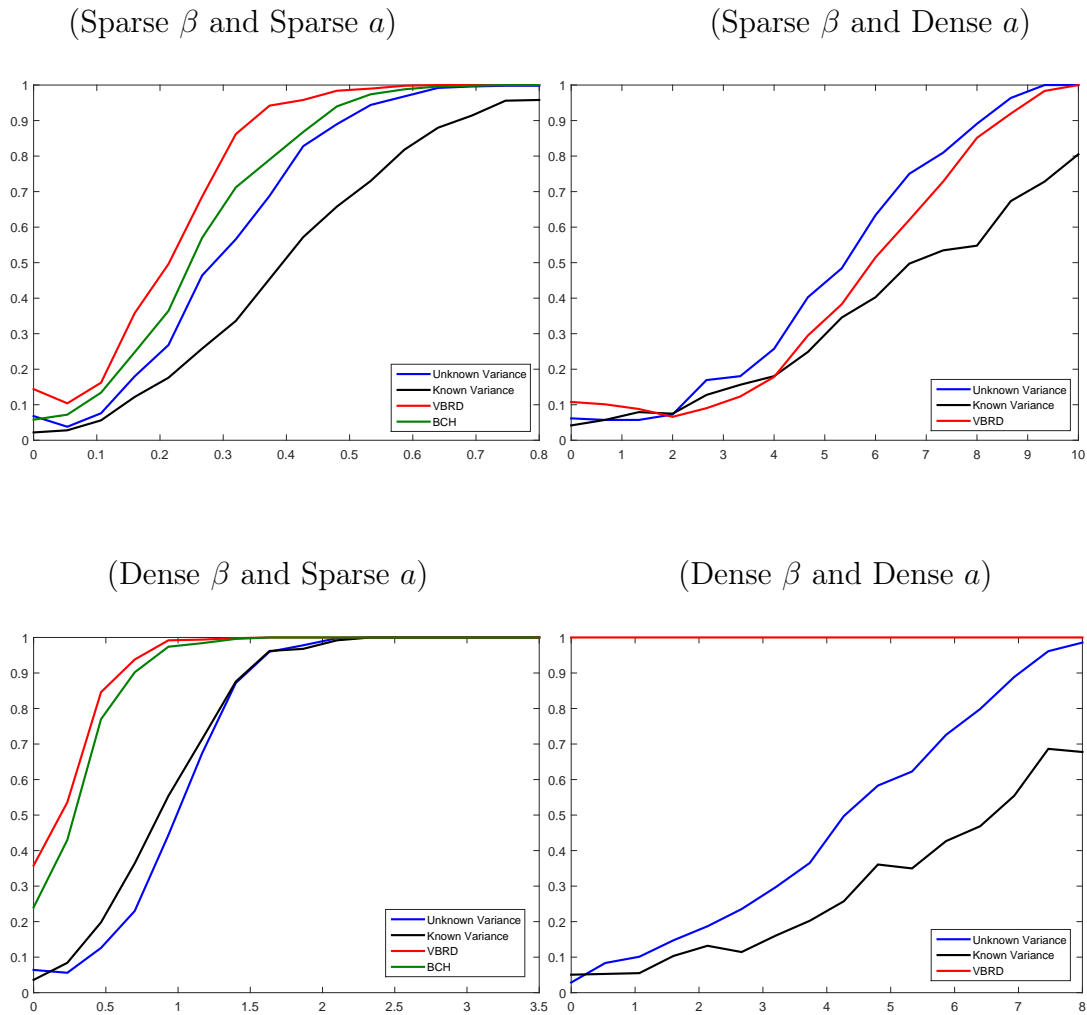 (Sparse β and Sparse a)
(Sparse β and Dense a)
1
0.9
0.8
0.7
0.6
0.5
0.4
0.3
0.2
0.1
0
Unknown Variance
Known Variance
VBRD
BCH
0 0.1 0.2 0.3 0.4 0.5 0.6 0.7 0.8
1
0.9
0.8
0.7
0.6
0.5
0.4
0.3
0.2
0.1
0
Unknown Variance
Known Variance
VBRD
0 1 2 3 4 5 6 7 8 9 10
(Dense β and Sparse a)
(Dense β and Dense a)
1
0.9
0.8
0.7
0.6
0.5
0.4
0.3
0.2
0.1
0
Unknown Variance
Known Variance
VBRD
BCH
0 0.5 1 1.5 2 2.5 3 3.5
1
0.9
0.8
0.7
0.6
0.5
0.4
0.3
0.2
0.1
0
Unknown Variance
Known Variance
VBRD
0 1 2 3 4 5 6 7 8